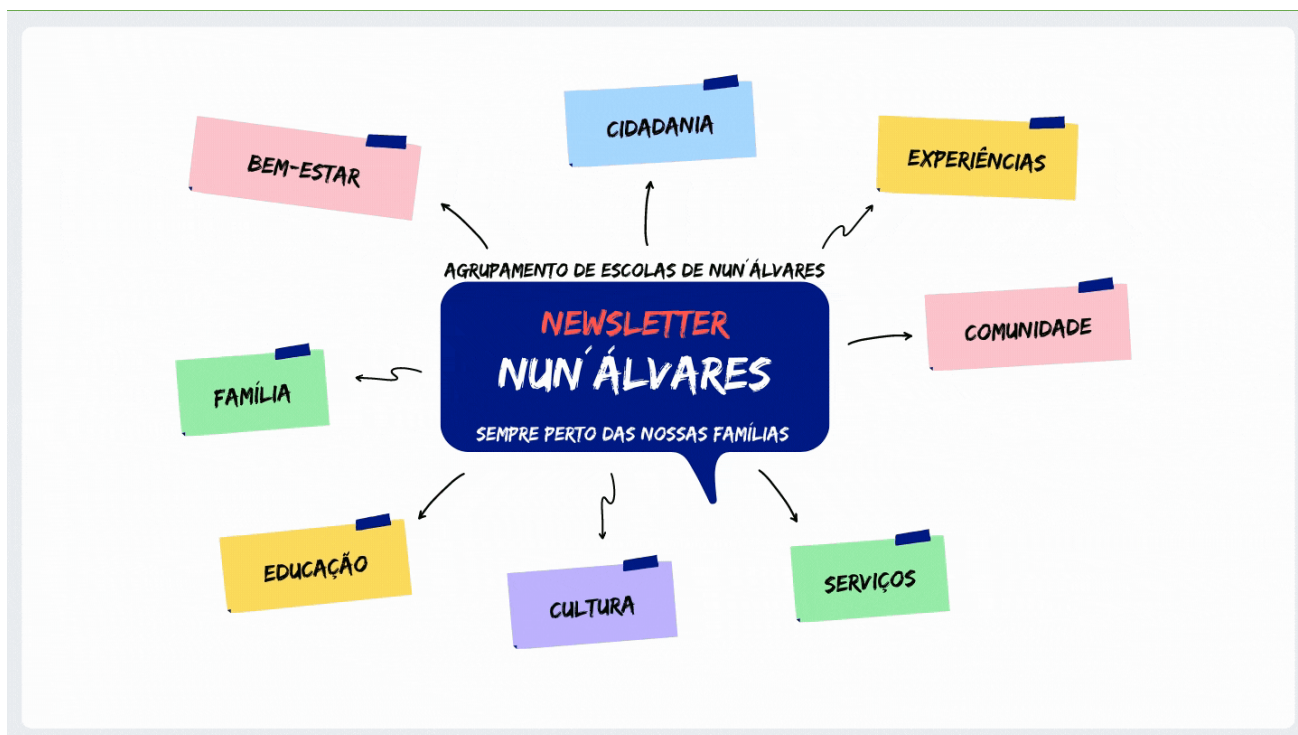 CIDADANIA
BEM-ESTAR
EXPERIÊNCIAS
AGRUPAMENTO DE ESCOLAS DE NUN´ÁLVARES
NEWSLETTER
NUN´ÁLVARES
SEMPRE PERTO DAS NOSSAS FAMÍLIAS
COMUNIDADE
FAMÍLIA
EDUCAÇÃO
CULTURA
SERVIÇOS